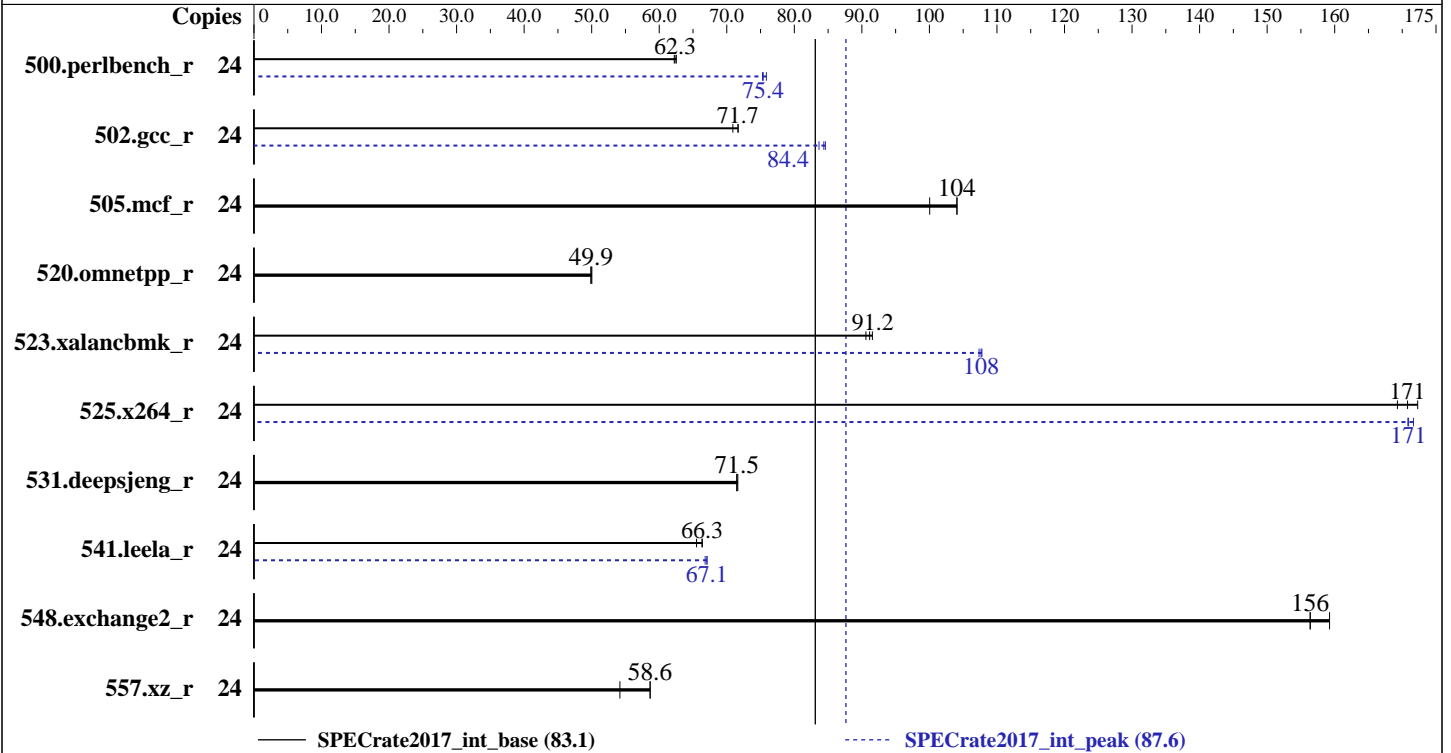 Copies 0 10.0 20.0 30.0 40.0 50.0 60.0 70.0 80.0 90.0 100 110 120 130 140 150 160 175
62.3
500.perlbench_r 24
75.4
71.7
502.gcc_r 24
84.4
104
505.mcf_r 24
49.9
520.omnetpp_r 24
91.2
523.xalancbmk_r 24
108
171
525.x264_r 24
171
71.5
531.deepsjeng_r 24
66.3
541.leela_r 24
67.1
156
548.exchange2_r 24
58.6
557.xz_r 24
SPECrate2017_int_base (83.1) SPECrate2017_int_peak (87.6)